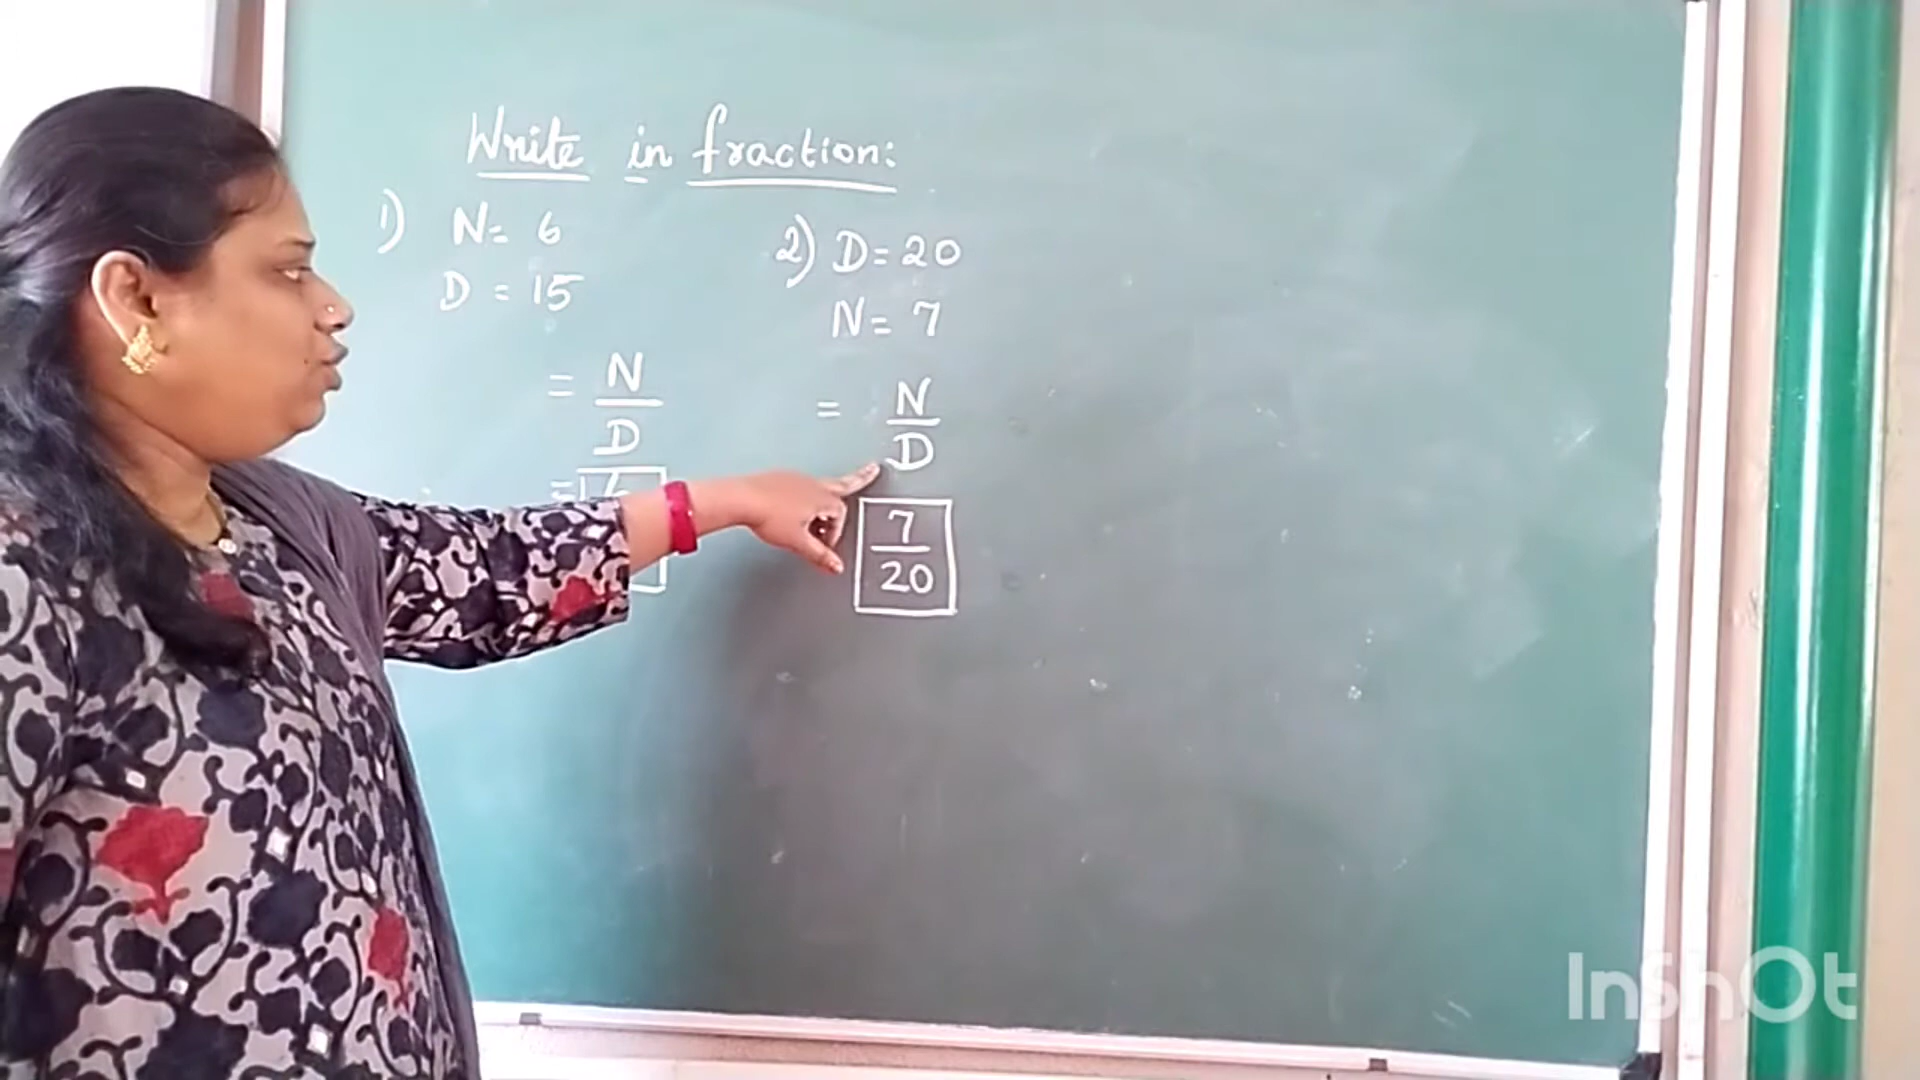 Write in fraction:
1) N = 6
D = 15
= N
D
=
2) D = 20
N = 7
= N
D
7
20
InShOt